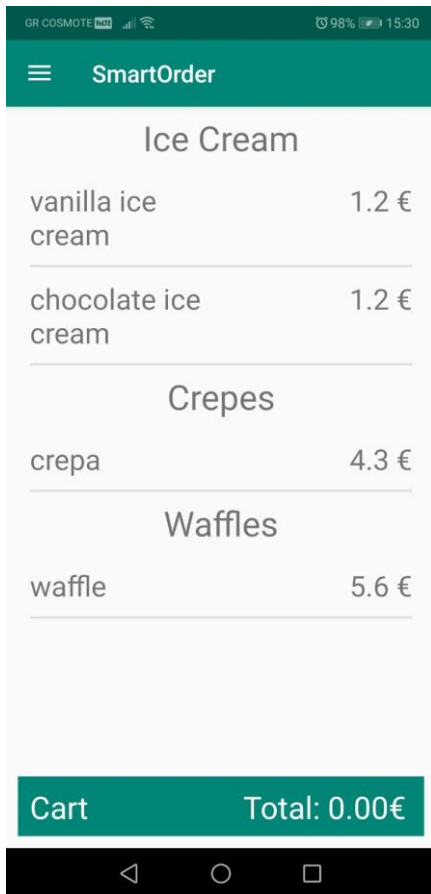 GR COSMOTE VoLTE 98% 15:30
SmartOrder
Ice Cream
vanilla ice 1.2 €
cream
chocolate ice 1.2 €
cream
Crepes
crepa 4.3 €
Waffles
waffle 5.6 €
Cart Total: 0.00€